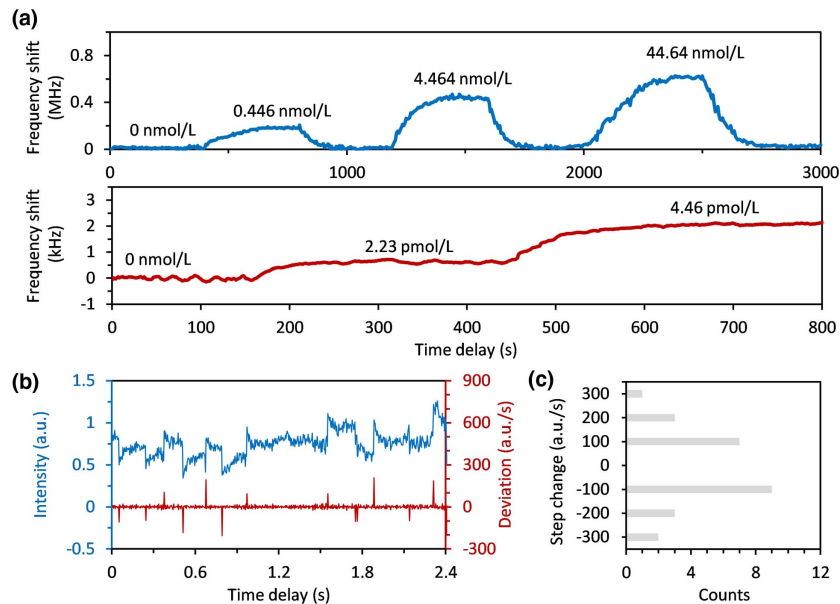 (a)
Frequency shift
(MHz)
0.8
0.4
0
0 nmol/L
0.446 nmol/L
4.464 nmol/L
44.64 nmol/L
0
1000
2000
3000
Frequency shift
(kHz)
3
2
1
0
-1
0 nmol/L
2.23 pmol/L
4.46 pmol/L
0
100
200
300
400
500
600
700
800
Time delay (s)
(b)
Intensity (a.u.)
1.5
1
0.5
0
-0.5
900
600
300
0
-300
Deviation (a.u./s)
0
0.6
1.2
1.8
2.4
Time delay (s)
(c)
Step change (a.u./s)
300
200
100
0
-100
-200
-300
0
4
8
12
Counts